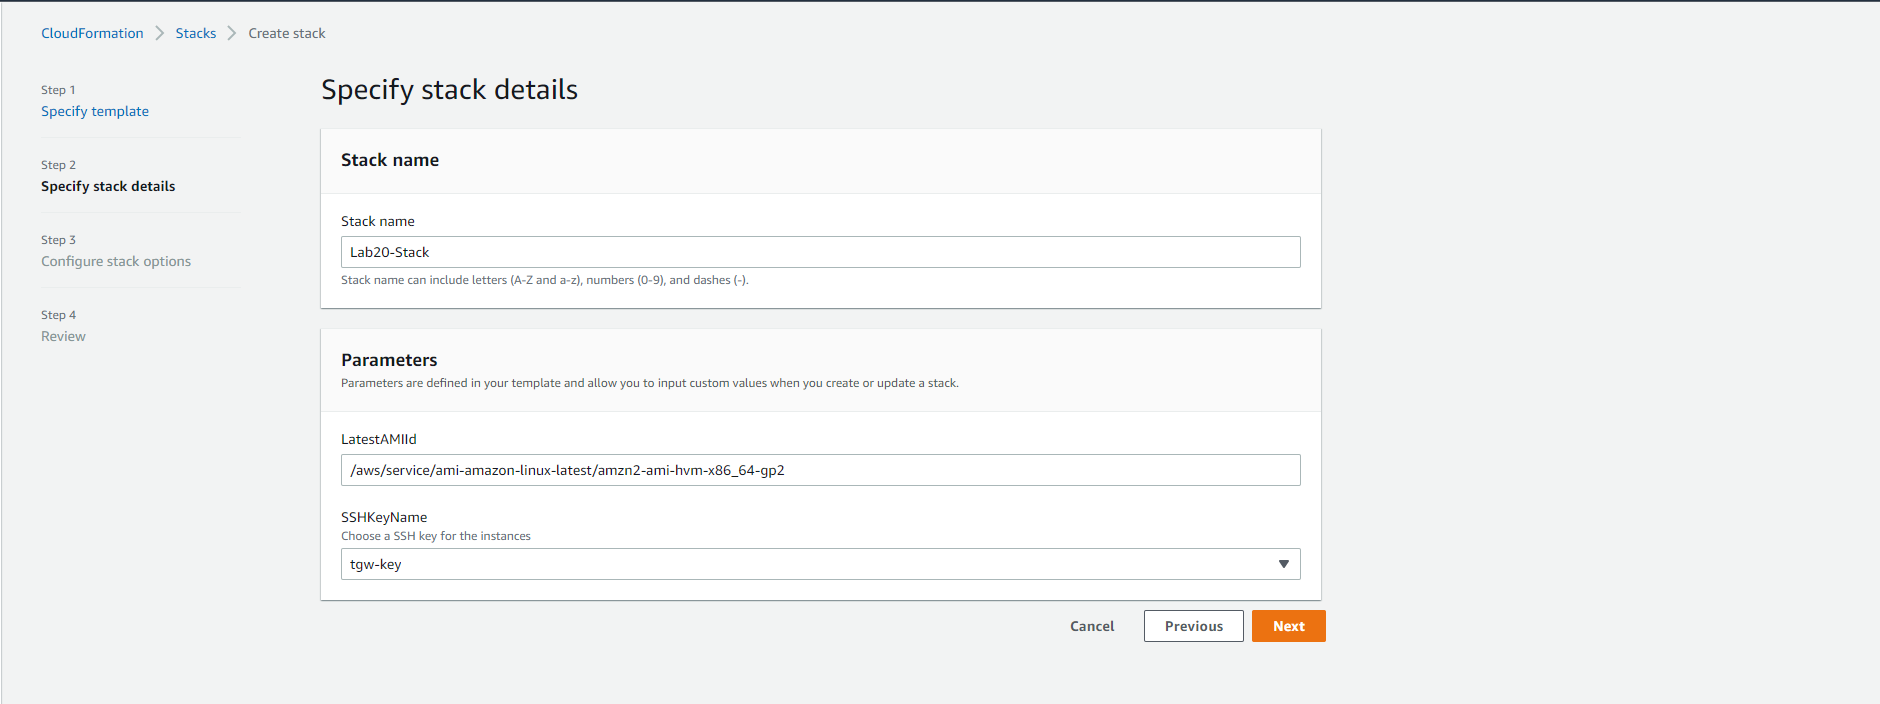 CloudFormation > Stacks > Create stack
Step 1
Specify template
Step 2
Specify stack details
Step 3
Configure stack options
Step 4
Review
Specify stack details
Stack name
Stack name
Lab20-Stack
Stack name can include letters (A-Z and a-z), numbers (0-9), and dashes (-).
Parameters
Parameters are defined in your template and allow you to input custom values when you create or update a stack.
LatestAMIId
/aws/service/ami-amazon-linux-latest/amzn2-ami-hvm-x86_64-gp2
SSHKeyName
Choose a SSH key for the instances
tgw-key
Cancel Previous Next